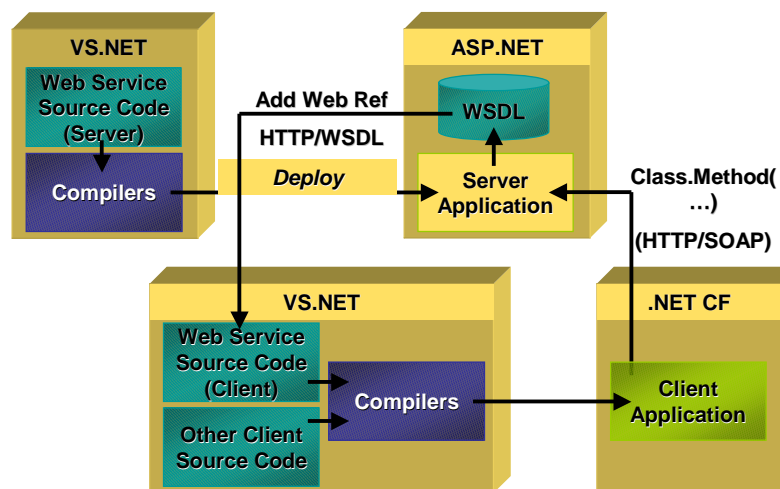 VS.NET
Web Service
Source Code
(Server)
Compilers
Add Web Ref
HTTP/WSDL
Deploy
ASP.NET
WSDL
Server
Application
Class.Method(
…)
(HTTP/SOAP)
VS.NET
Web Service
Source Code
(Client)
Other Client
Source Code
Compilers
.NET CF
Client
Application